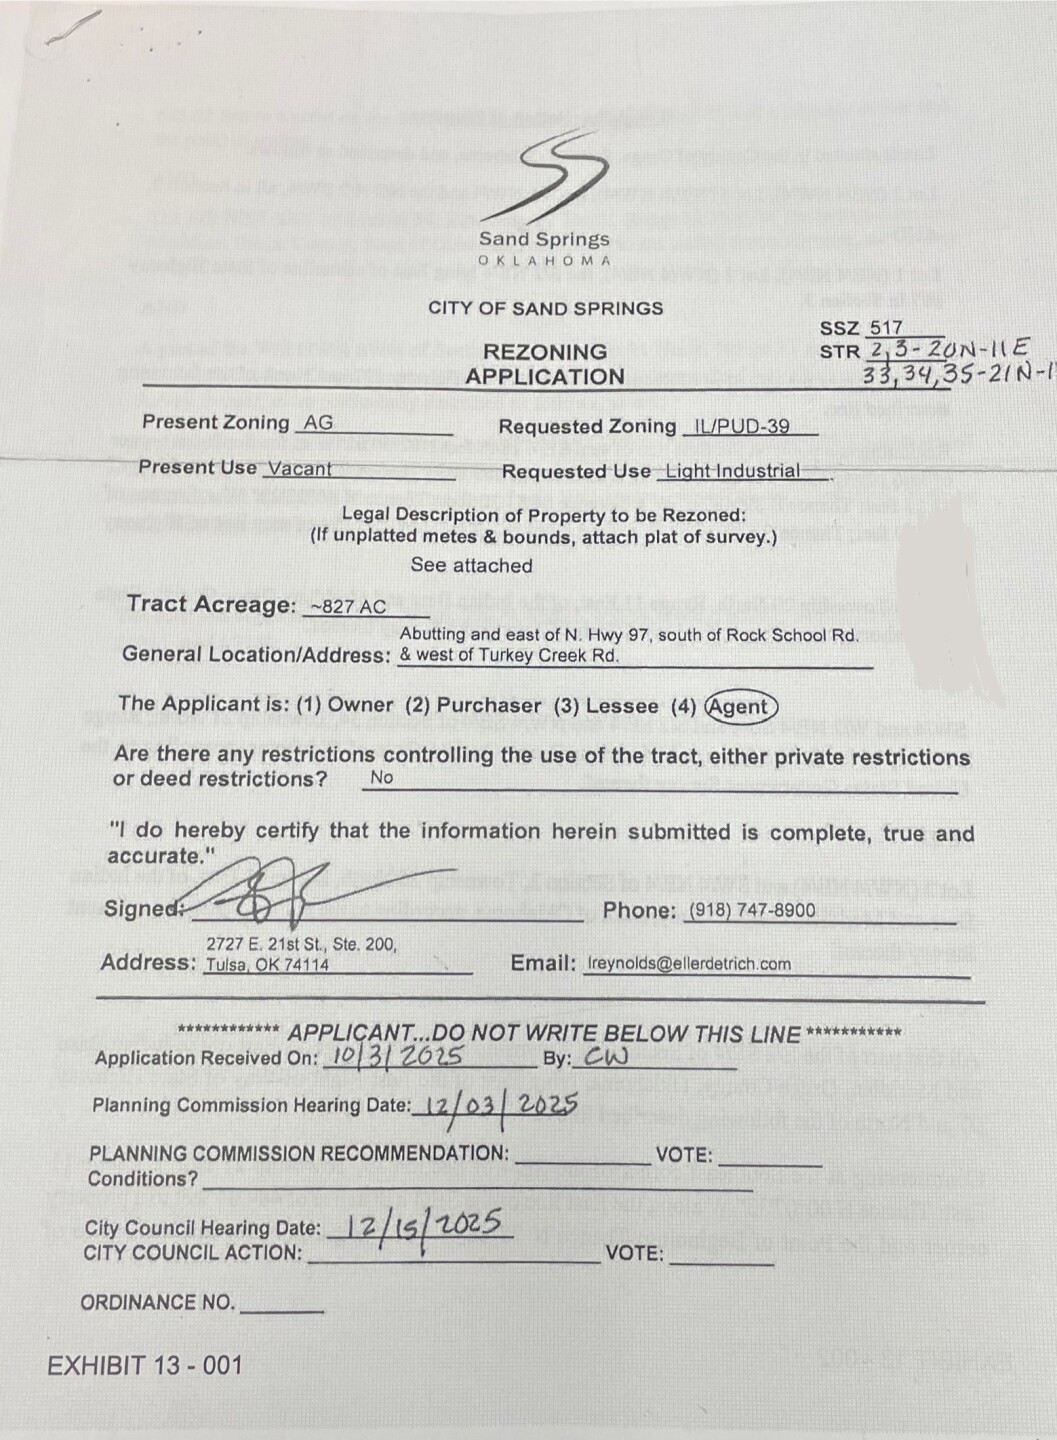 Sand Springs
OKLAHOMA
CITY OF SAND SPRINGS
REZONING
APPLICATION
SSZ 517
STR 2,3-20N-11E
33,34,35-21N-1
Present Zoning AG Requested Zoning IL/PUD-39
Present Use Vacant Requested Use Light Industrial
Legal Description of Property to be Rezoned:
(If unplatted metes & bounds, attach plat of survey.)
See attached
Tract Acreage: ~827 AC
Abutting and east of N. Hwy 97, south of Rock School Rd.
General Location/Address: & west of Turkey Creek Rd.
The Applicant is: (1) Owner (2) Purchaser (3) Lessee (4) Agent
Are there any restrictions controlling the use of the tract, either private restrictions
or deed restrictions? No
"I do hereby certify that the information herein submitted is complete, true and
accurate."
Signed: Phone: (918) 747-8900
2727 E. 21st St., Ste. 200,
Address: Tulsa, OK 74114 Email: lreynolds@ellerdetrich.com
************ APPLICANT...DO NOT WRITE BELOW THIS LINE ***********
Application Received On: 10/3/2025 By: CW
Planning Commission Hearing Date: 12/03/2025
PLANNING COMMISSION RECOMMENDATION: VOTE:
Conditions?
City Council Hearing Date: 12/15/2025
CITY COUNCIL ACTION: VOTE:
ORDINANCE NO.
EXHIBIT 13 - 001